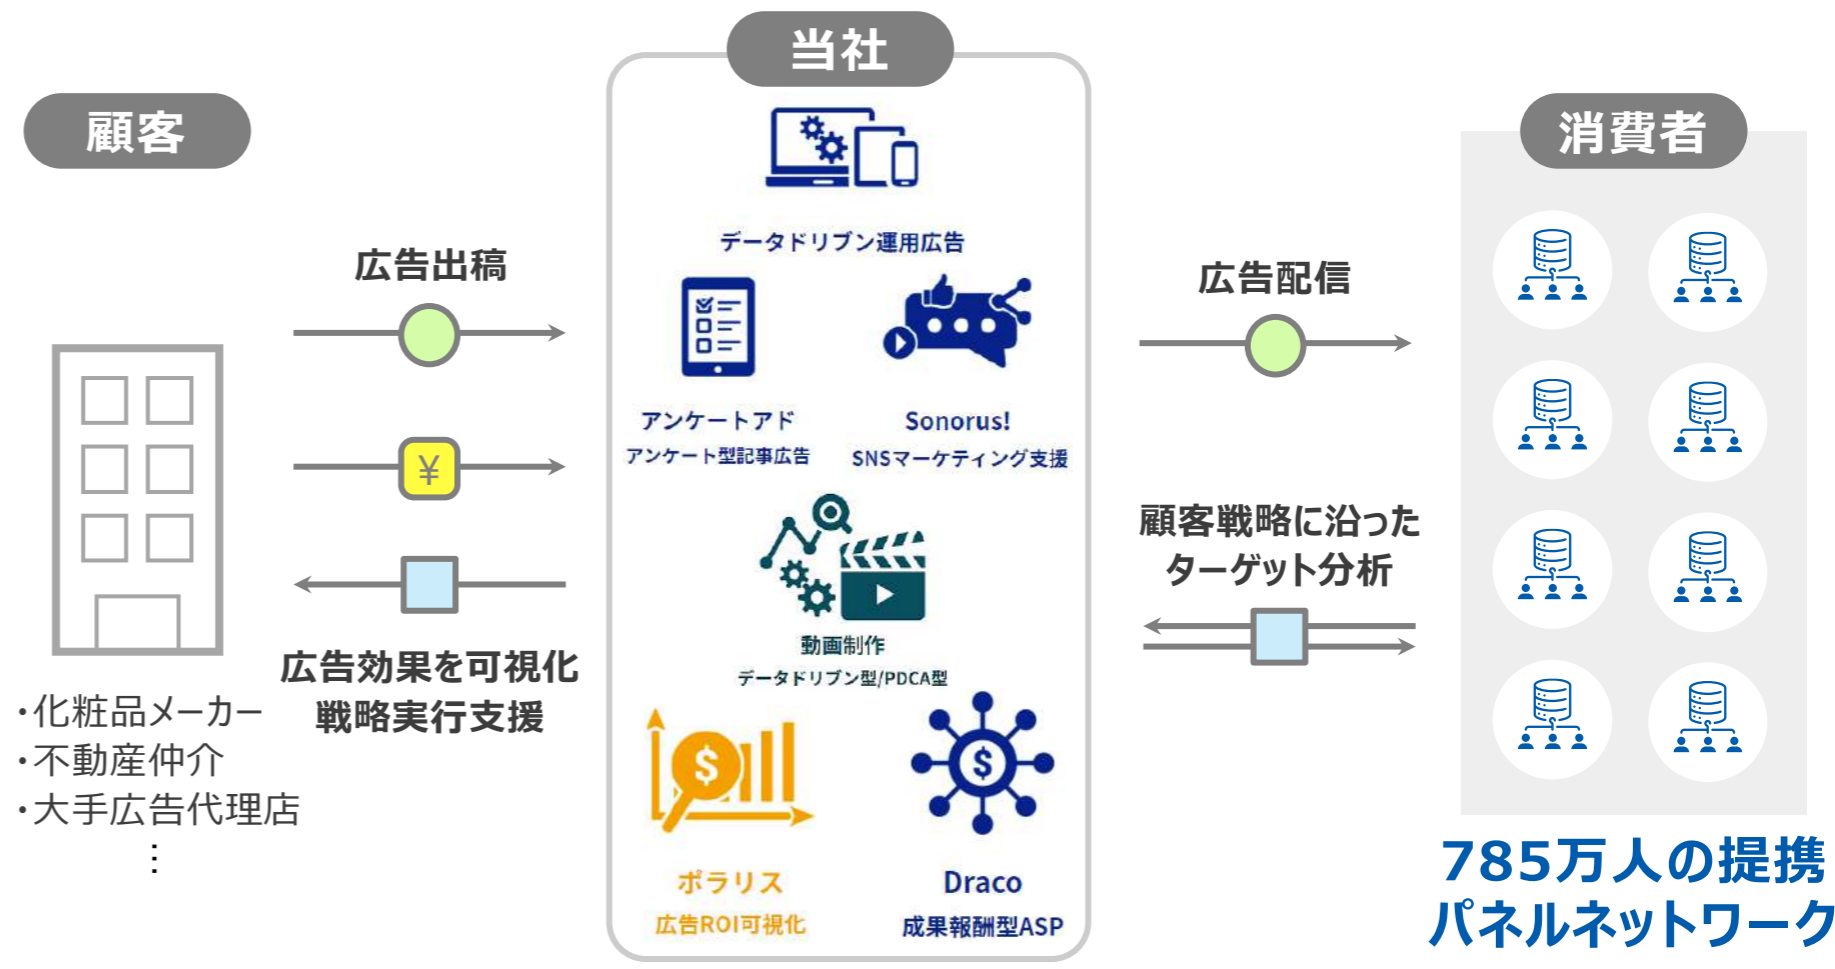 当社
顧客
消費者
データドリブン運用広告
広告出稿
広告配信
アンケートアド
アンケート型記事広告
Sonorus!
SNSマーケティング支援
¥
顧客戦略に沿った
ターゲット分析
動画制作
データドリブン型/PDCA型
広告効果を可視化
戦略実行支援
・化粧品メーカー
・不動産仲介
・大手広告代理店
⋮
$
$
ポラリス
広告ROI可視化
Draco
成果報酬型ASP
785万人の提携
パネルネットワーク